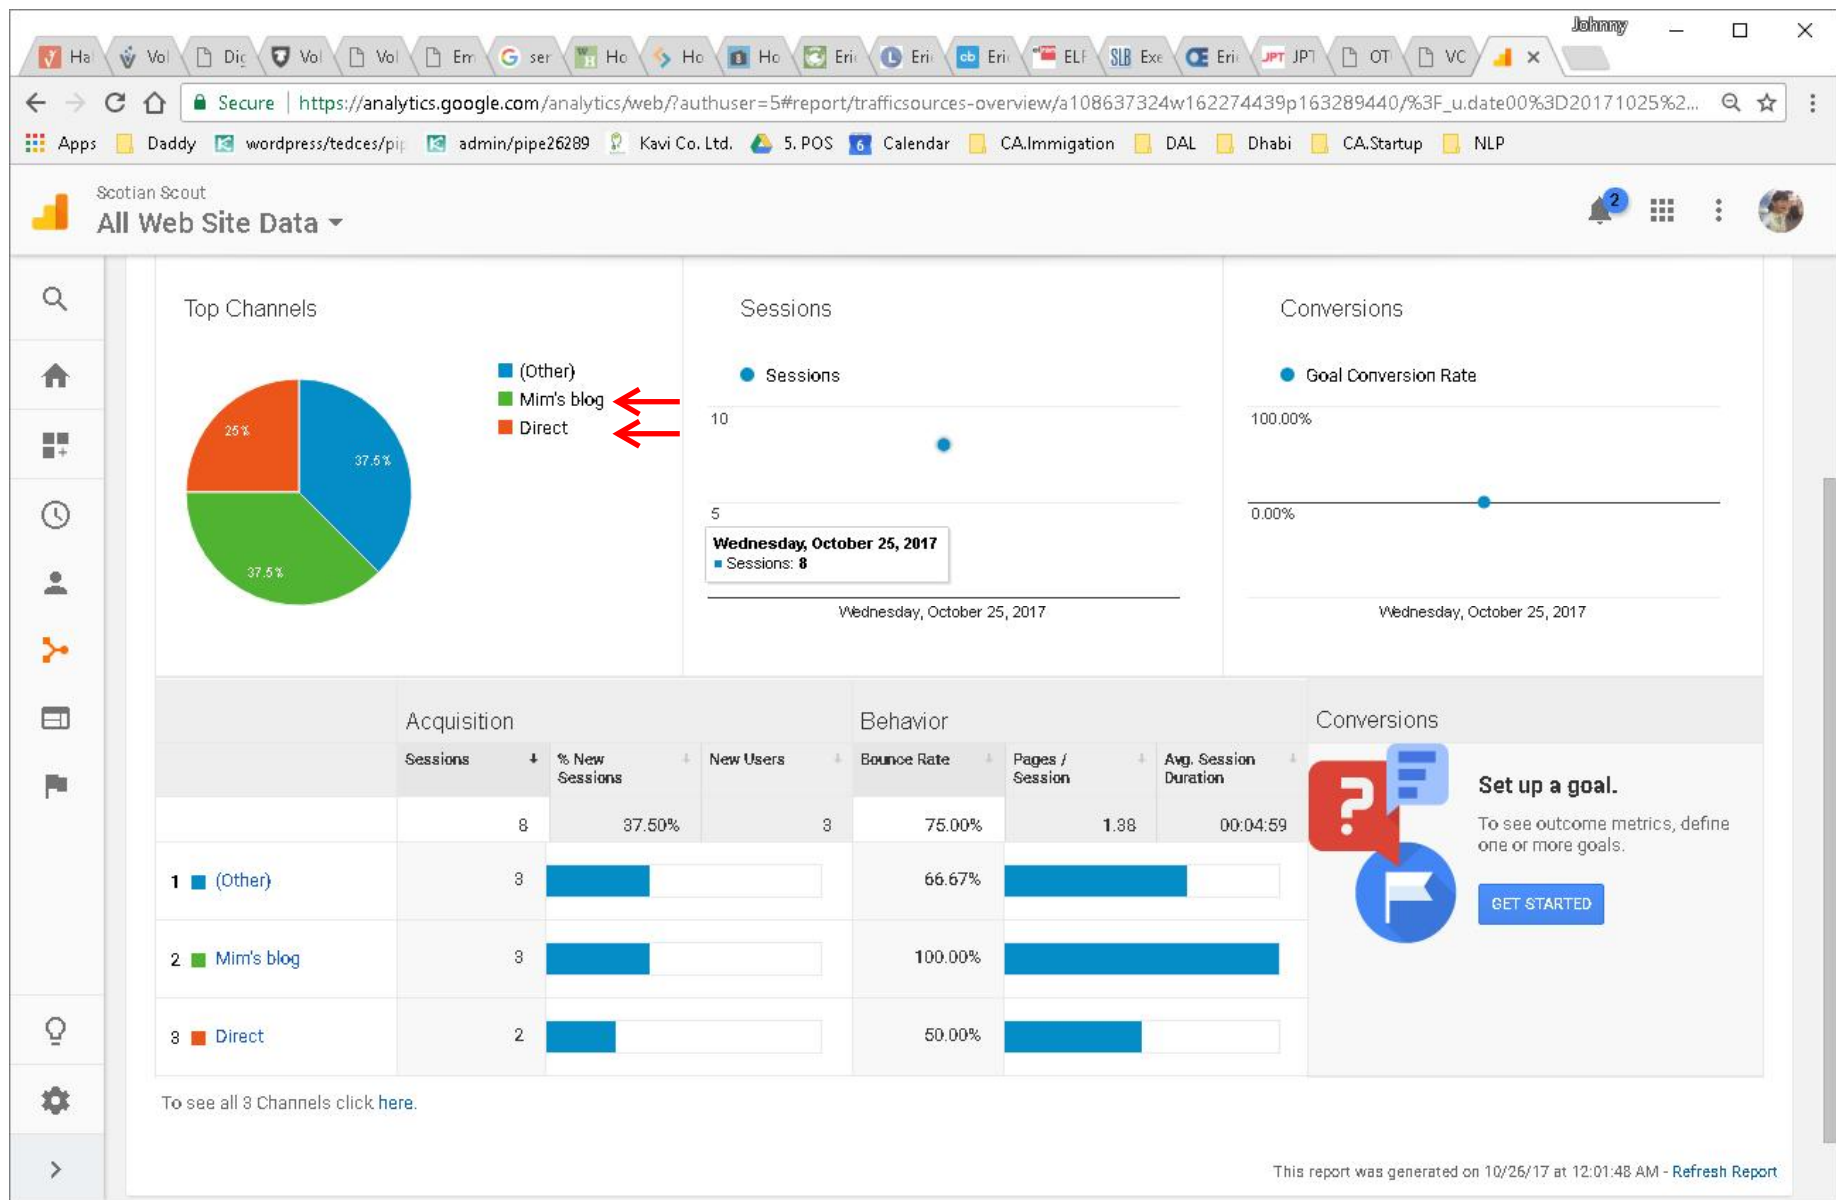 Johnny
Ha
Vol
Dig
Vol
Vol
Em
G ser
Ho
Ho
Ho
Eri
L Eri
cb Eri
ELF
SLB Exe
Œ Eri
JPT JPT
OT
VC
Secure | https://analytics.google.com/analytics/web/?authuser=5#report/trafficsources-overview/a108637324w162274439p163289440/%3F_u.date00%3D20171025%2...
Apps Daddy wordpress/tedces/pip admin/pipe26289 Kavi Co. Ltd. 5. POS 6 Calendar CA.Immigation DAL Dhabi CA.Startup NLP
Scotian Scout
All Web Site Data
2
Top Channels
(Other)
Mim's blog
Direct
25%
37.5%
37.5%
Sessions
Sessions
10
5
Wednesday, October 25, 2017
Sessions: 8
Wednesday, October 25, 2017
Conversions
Goal Conversion Rate
100.00%
0.00%
Wednesday, October 25, 2017
Acquisition Behavior Conversions
Sessions % New Sessions New Users Bounce Rate Pages / Session Avg. Session Duration
8 37.50% 3 75.00% 1.38 00:04:59
1 (Other) 3 66.67%
2 Mim's blog 3 100.00%
3 Direct 2 50.00%
?
Set up a goal.
To see outcome metrics, define
one or more goals.
GET STARTED
To see all 3 Channels click here.
This report was generated on 10/26/17 at 12:01:48 AM - Refresh Report